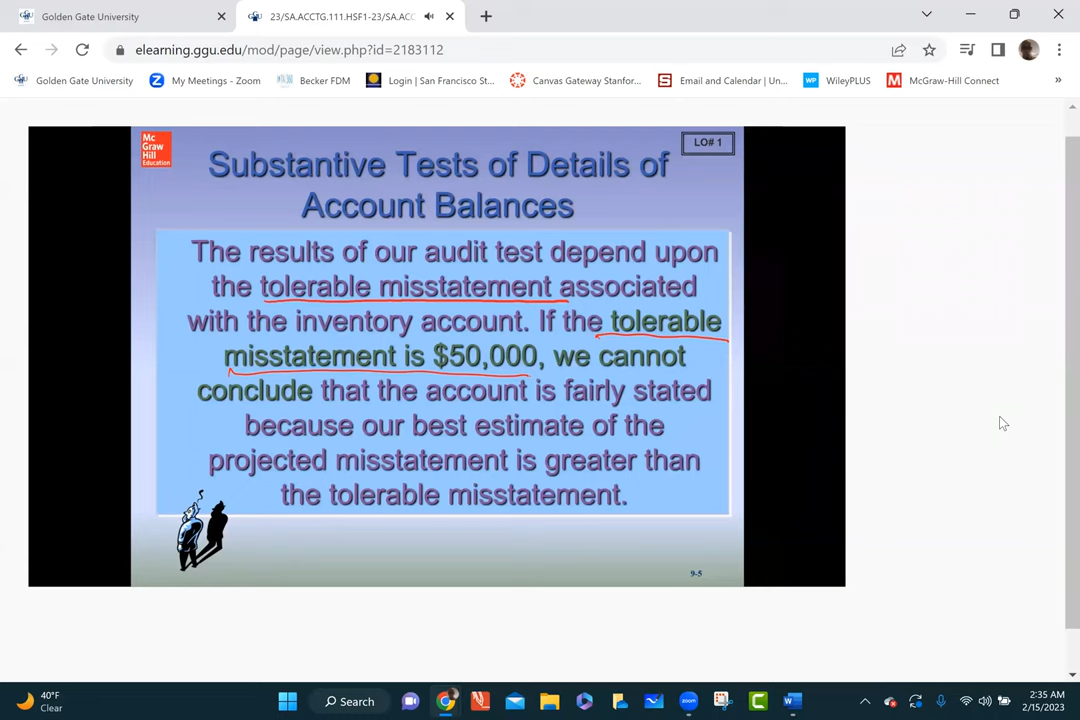 Golden Gate University
23/SA.ACCTG.111.HSF1-23/SA.ACC
elearning.ggu.edu/mod/page/view.php?id=2183112
Golden Gate University
My Meetings - Zoom
Becker FDM
Login | San Francisco St...
Canvas Gateway Stanfor...
Email and Calendar | Un...
WP
WileyPLUS
M
McGraw-Hill Connect
»
Mc
Graw
Hill
Education
LO# 1
Substantive Tests of Details of
Account Balances
The results of our audit test depend upon
the tolerable misstatement associated
with the inventory account. If the tolerable
misstatement is $50,000, we cannot
conclude that the account is fairly stated
because our best estimate of the
projected misstatement is greater than
the tolerable misstatement.
9-5
40°F
Clear
Search
zoom
2:35 AM
2/15/2023